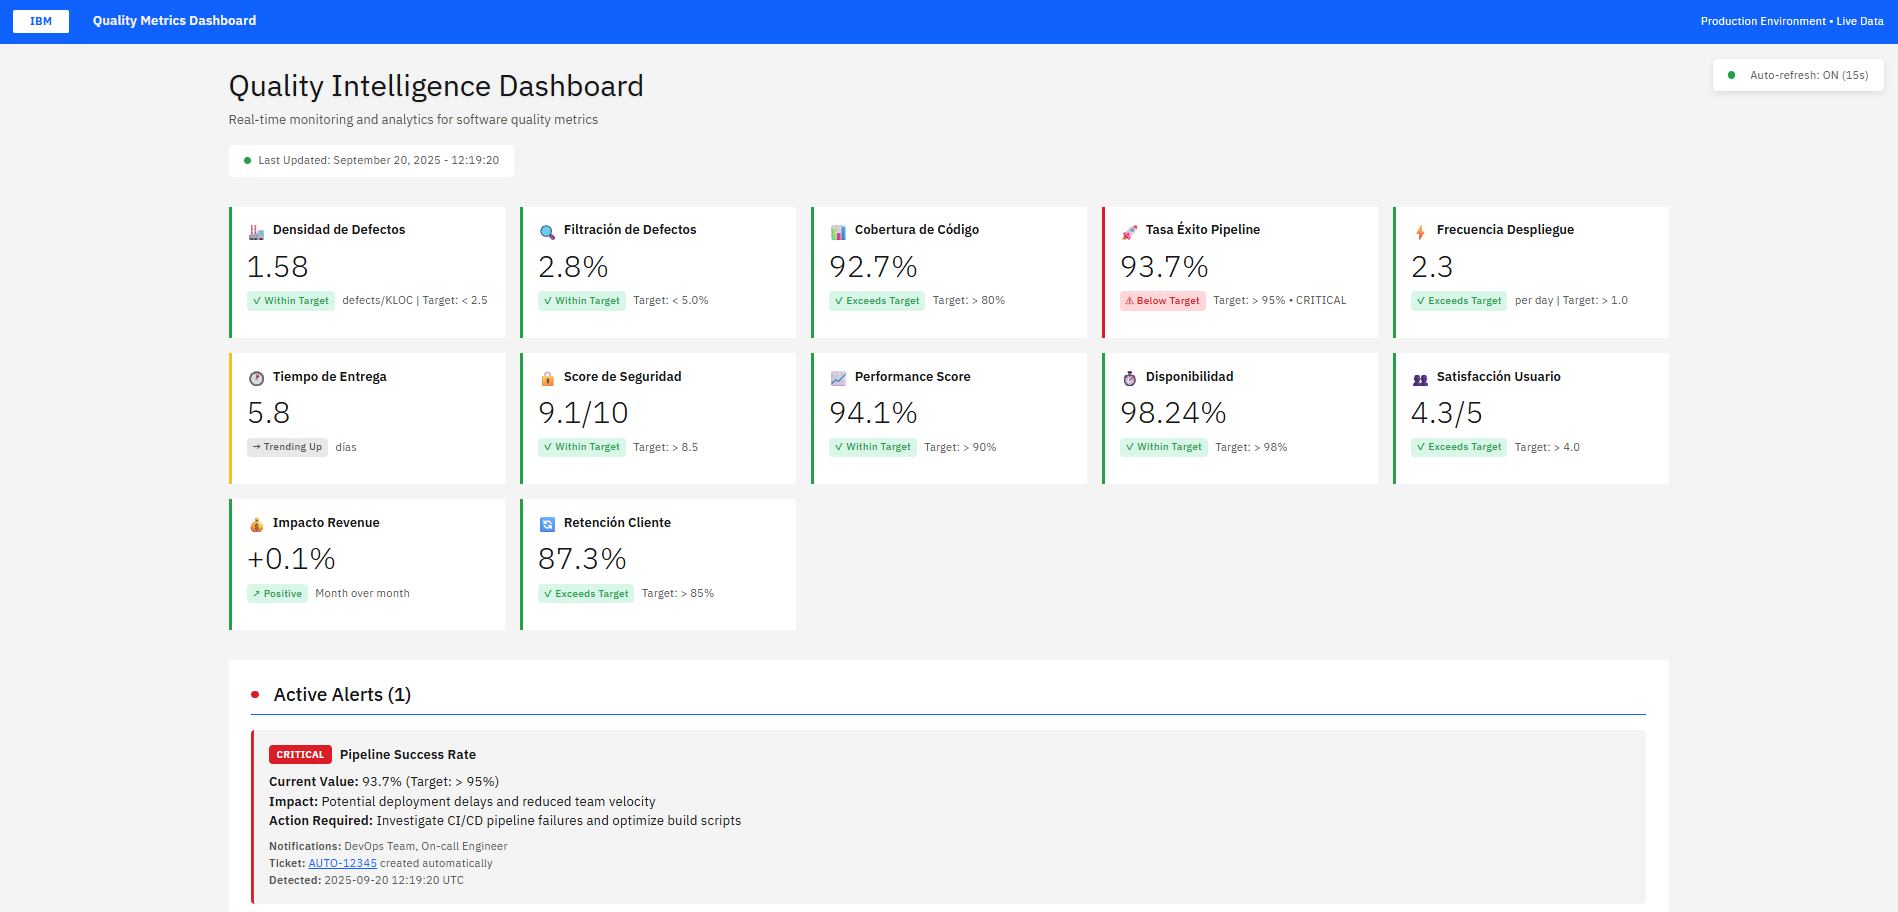 IBM
Quality Metrics Dashboard
Production Environment • Live Data
Auto-refresh: ON (15s)
Quality Intelligence Dashboard
Real-time monitoring and analytics for software quality metrics
Last Updated: September 20, 2025 - 12:19:20
Densidad de Defectos
1.58
✓ Within Target defects/KLOC | Target: < 2.5
Filtración de Defectos
2.8%
✓ Within Target Target: < 5.0%
Cobertura de Código
92.7%
✓ Exceeds Target Target: > 80%
Tasa Éxito Pipeline
93.7%
⚠ Below Target Target: > 95% • CRITICAL
Frecuencia Despliegue
2.3
✓ Exceeds Target per day | Target: > 1.0
Tiempo de Entrega
5.8
→ Trending Up días
Score de Seguridad
9.1/10
✓ Within Target Target: > 8.5
Performance Score
94.1%
✓ Within Target Target: > 90%
Disponibilidad
98.24%
✓ Within Target Target: > 98%
Satisfacción Usuario
4.3/5
✓ Exceeds Target Target: > 4.0
Impacto Revenue
+0.1%
↗ Positive Month over month
Retención Cliente
87.3%
✓ Exceeds Target Target: > 85%
Active Alerts (1)
CRITICAL Pipeline Success Rate
Current Value: 93.7% (Target: > 95%)
Impact: Potential deployment delays and reduced team velocity
Action Required: Investigate CI/CD pipeline failures and optimize build scripts
Notifications: DevOps Team, On-call Engineer
Ticket: AUTO-12345 created automatically
Detected: 2025-09-20 12:19:20 UTC